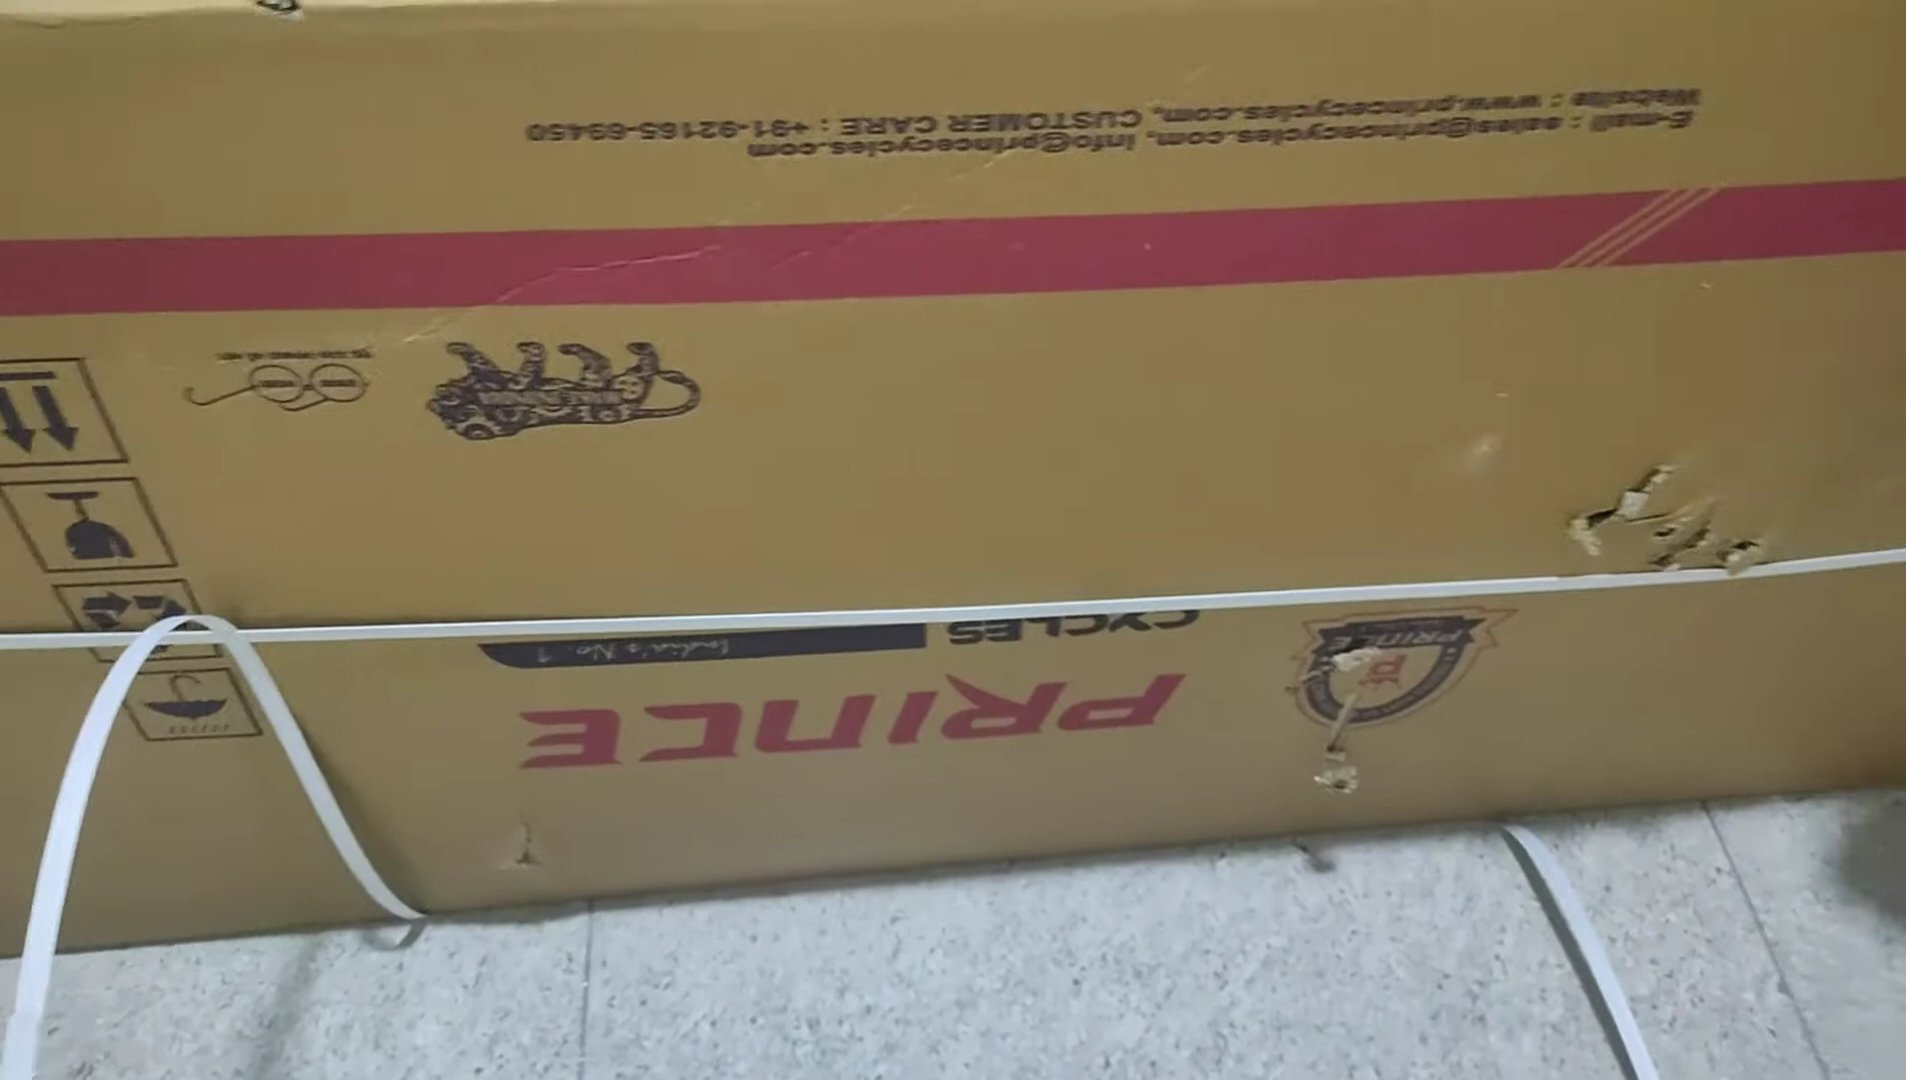 PRINCE
PRINCE
CYCLES
India's No. 1
E-mail : sales@princecycles.com, info@princecycles.com
Website : www.princecycles.com, CUSTOMER CARE : +91-92165-69450